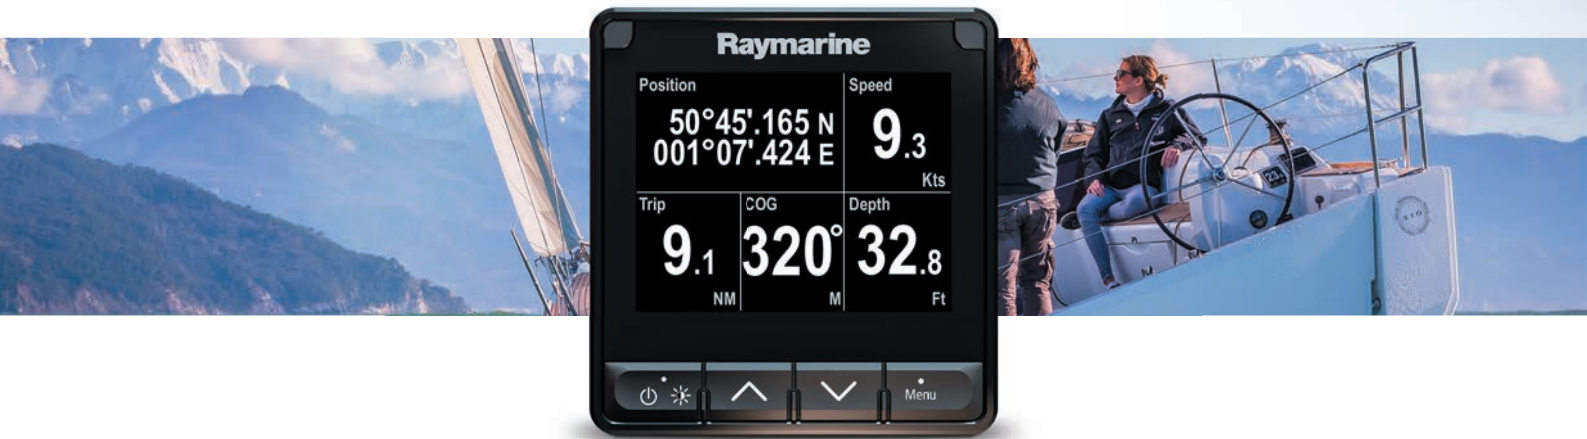 Raymarine
Position
50°45'.165 N
001°07'.424 E
Speed
9.3
Kts
Trip
9.1
NM
COG
320°
M
Depth
32.8
Ft
Menu
23.